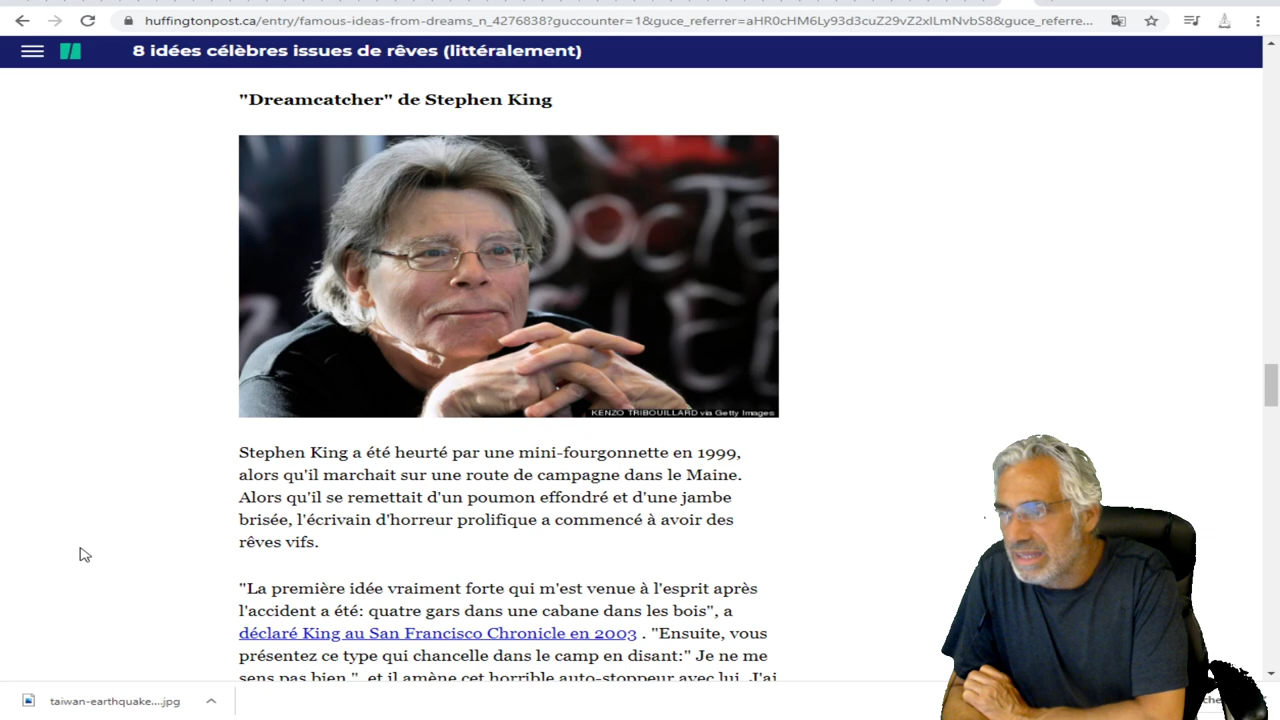 huffingtonpost.ca/entry/famous-ideas-from-dreams_n_4276838?guccounter=1&guce_referrer=aHR0cHM6Ly93d3cuZ29vZ2xlLmNvbS8&guce_referre...
8 idées célèbres issues de rêves (littéralement)
"Dreamcatcher" de Stephen King
DOCTE
SLEE
KENZO TRIBOUILLARD via Getty Images
Stephen King a été heurté par une mini-fourgonnette en 1999,
alors qu'il marchait sur une route de campagne dans le Maine.
Alors qu'il se remettait d'un poumon effondré et d'une jambe
brisée, l'écrivain d'horreur prolifique a commencé à avoir des
rêves vifs.
"La première idée vraiment forte qui m'est venue à l'esprit après
l'accident a été: quatre gars dans une cabane dans les bois", a
déclaré King au San Francisco Chronicle en 2003 . "Ensuite, vous
présentez ce type qui chancelle dans le camp en disant:" Je ne me
sens pas bien ", et il amène cet horrible auto-stoppeur avec lui. J'ai
taiwan-earthquake....jpg